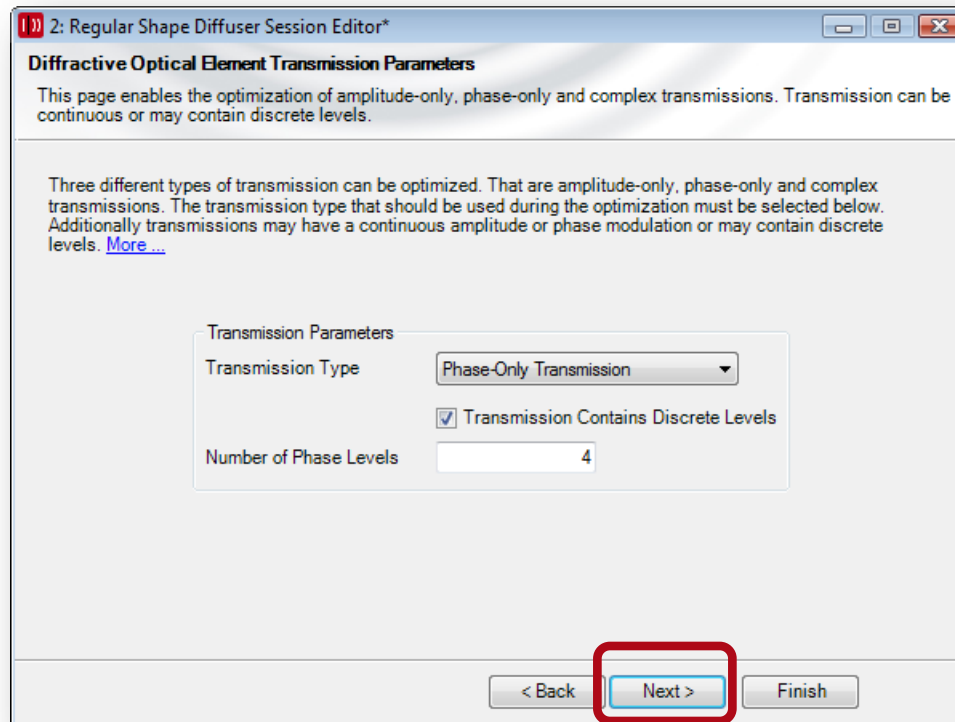 2: Regular Shape Diffuser Session Editor*
Diffractive Optical Element Transmission Parameters
This page enables the optimization of amplitude-only, phase-only and complex transmissions. Transmission can be
continuous or may contain discrete levels.
Three different types of transmission can be optimized. That are amplitude-only, phase-only and complex
transmissions. The transmission type that should be used during the optimization must be selected below.
Additionally transmissions may have a continuous amplitude or phase modulation or may contain discrete
levels. More ...
Transmission Parameters
Transmission Type Phase-Only Transmission
Transmission Contains Discrete Levels
Number of Phase Levels 4
< Back Next > Finish